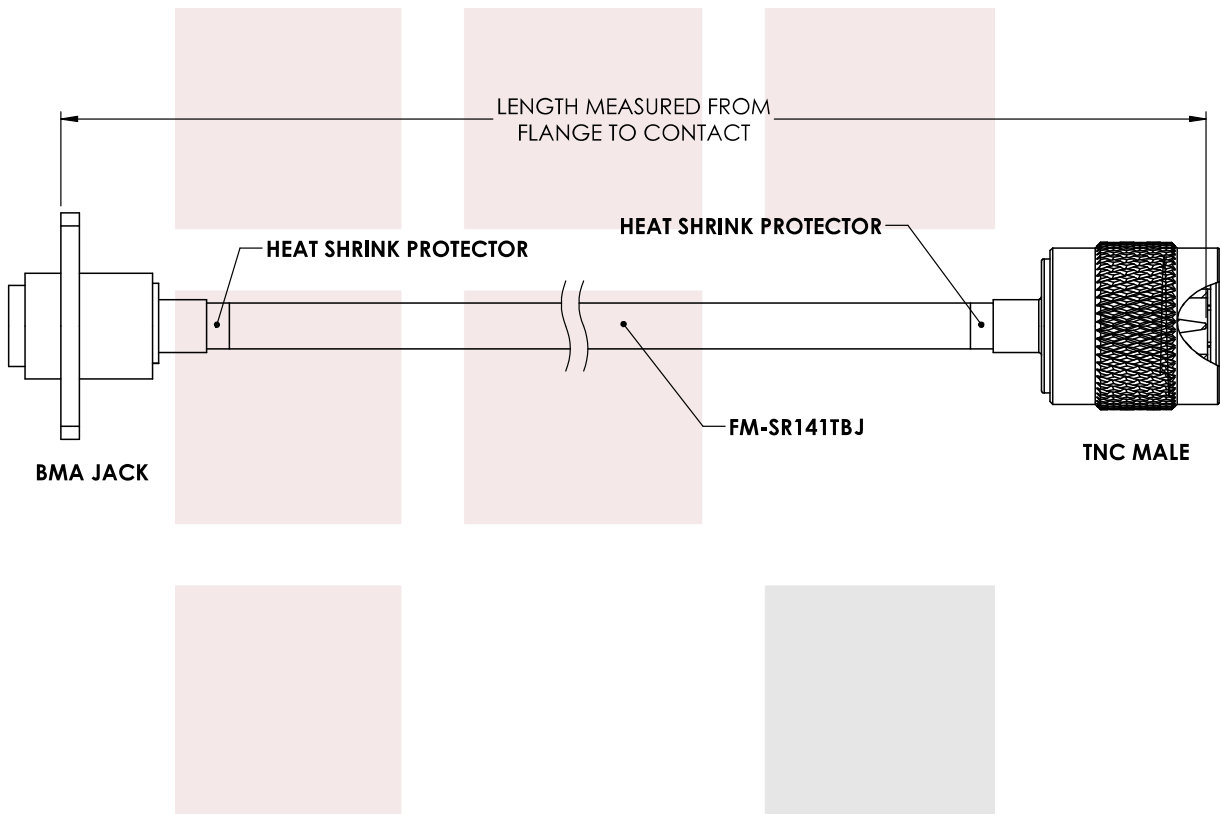 LENGTH MEASURED FROM
FLANGE TO CONTACT
HEAT SHRINK PROTECTOR
HEAT SHRINK PROTECTOR
FM-SR141TBJ
BMA JACK
TNC MALE